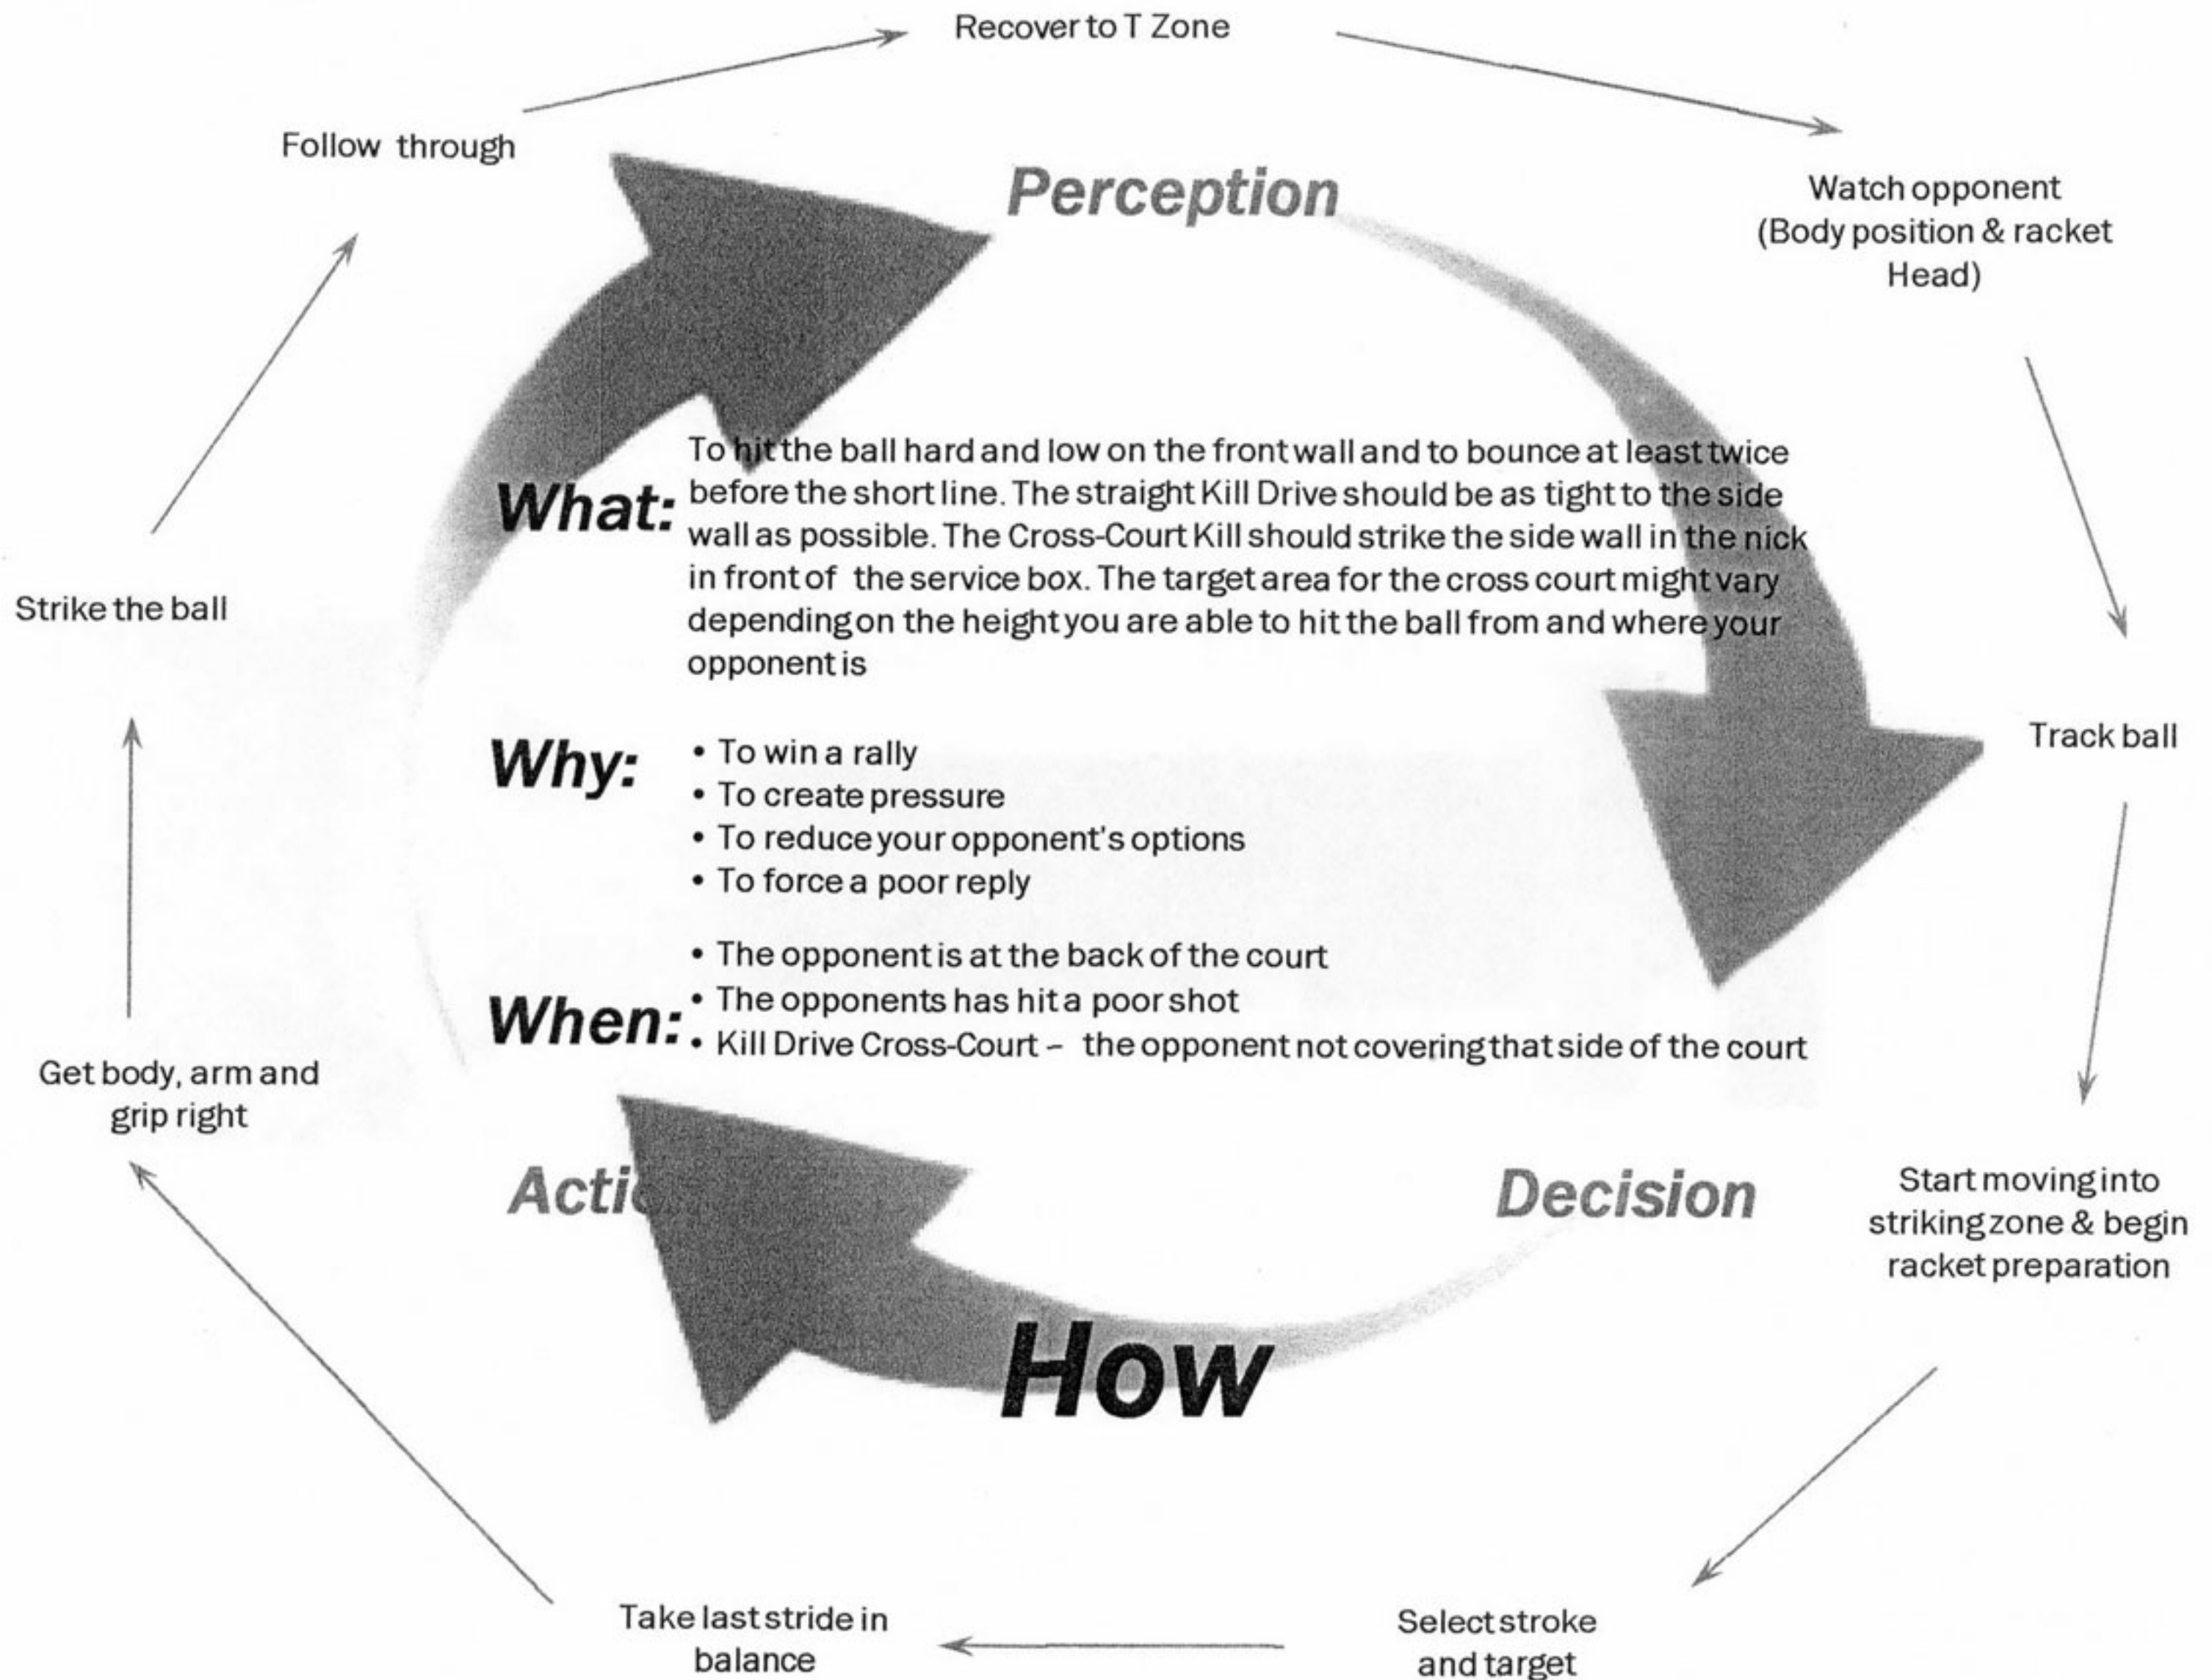 Recover to T Zone
Follow through
Perception
Watch opponent
(Body position & racket
Head)
What:
To hit the ball hard and low on the front wall and to bounce at least twice
before the short line. The straight Kill Drive should be as tight to the side
wall as possible. The Cross-Court Kill should strike the side wall in the nick
in front of the service box. The target area for the cross court might vary
depending on the height you are able to hit the ball from and where your
opponent is
Strike the ball
Track ball
Why:
• To win a rally
• To create pressure
• To reduce your opponent's options
• To force a poor reply
When:
• The opponent is at the back of the court
• The opponents has hit a poor shot
• Kill Drive Cross-Court – the opponent not covering that side of the court
Get body, arm and
grip right
Decision
Start moving into
striking zone & begin
racket preparation
How
Take last stride in
balance
Select stroke
and target